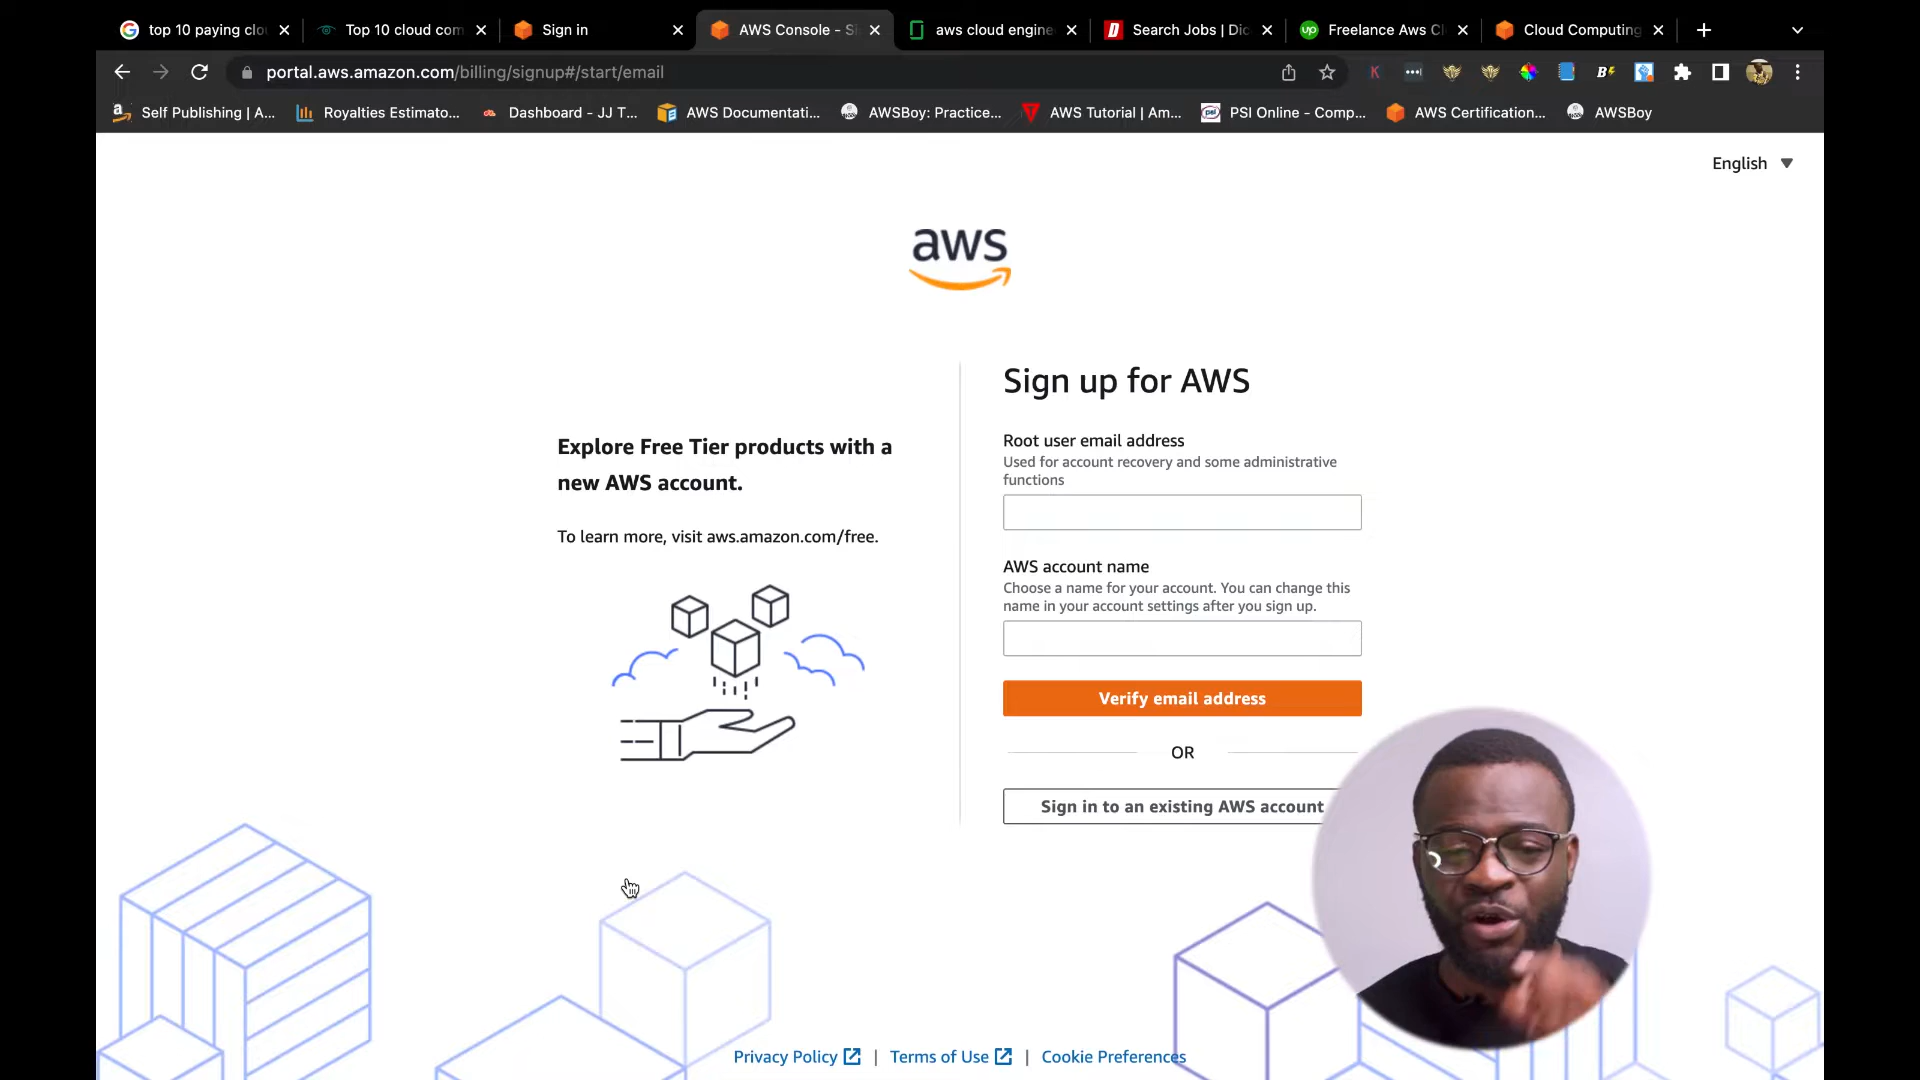 top 10 paying clo
Top 10 cloud com
Sign in
AWS Console - Si
aws cloud engine
Search Jobs | Dic
Freelance Aws Cl
Cloud Computing
portal.aws.amazon.com/billing/signup#/start/email
Self Publishing | A...
Royalties Estimato...
Dashboard - JJ T...
AWS Documentati...
AWSBoy: Practice...
AWS Tutorial | Am...
PSI Online - Comp...
AWS Certification...
AWSBoy
English
aws
Explore Free Tier products with a
new AWS account.
To learn more, visit aws.amazon.com/free.
Sign up for AWS
Root user email address
Used for account recovery and some administrative
functions
AWS account name
Choose a name for your account. You can change this
name in your account settings after you sign up.
Verify email address
OR
Sign in to an existing AWS account
Privacy Policy | Terms of Use | Cookie Preferences